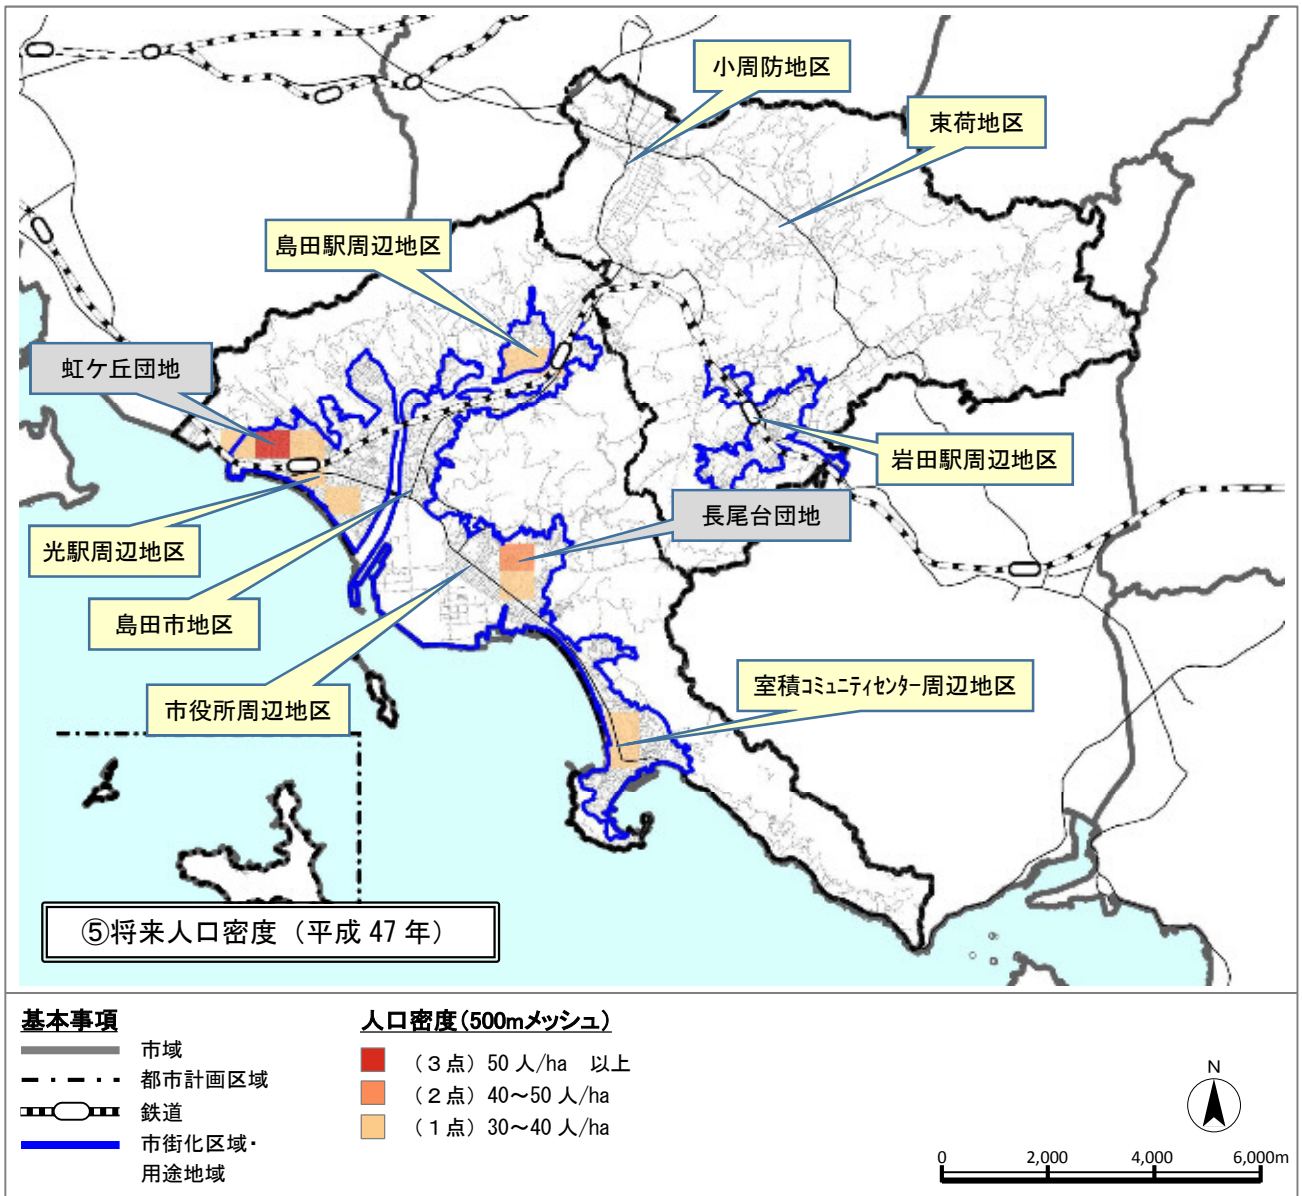 小周防地区
束荷地区
島田駅周辺地区
虹ケ丘団地
岩田駅周辺地区
長尾台団地
光駅周辺地区
島田市地区
市役所周辺地区
室積ｺﾐｭﾆﾃｨｾﾝﾀｰ周辺地区
⑤将来人口密度（平成 47 年）
基本事項
市域
都市計画区域
鉄道
市街化区域・
用途地域
人口密度(500mメッシュ)
（３点）50 人/ha　以上
（２点）40～50 人/ha
（１点）30～40 人/ha
N
0 2,000 4,000 6,000m